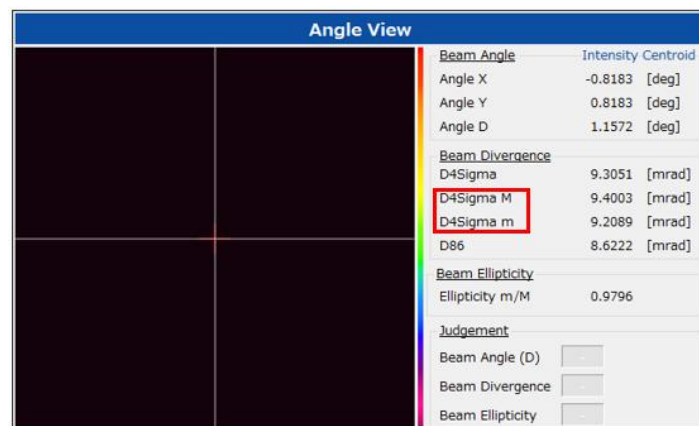 Angle View
Beam Angle Intensity Centroid
Angle X -0.8183 [deg]
Angle Y 0.8183 [deg]
Angle D 1.1572 [deg]
Beam Divergence
D4Sigma 9.3051 [mrad]
D4Sigma M 9.4003 [mrad]
D4Sigma m 9.2089 [mrad]
D86 8.6222 [mrad]
Beam Ellipticity
Ellipticity m/M 0.9796
Judgement
Beam Angle (D) -
Beam Divergence -
Beam Ellipticity -